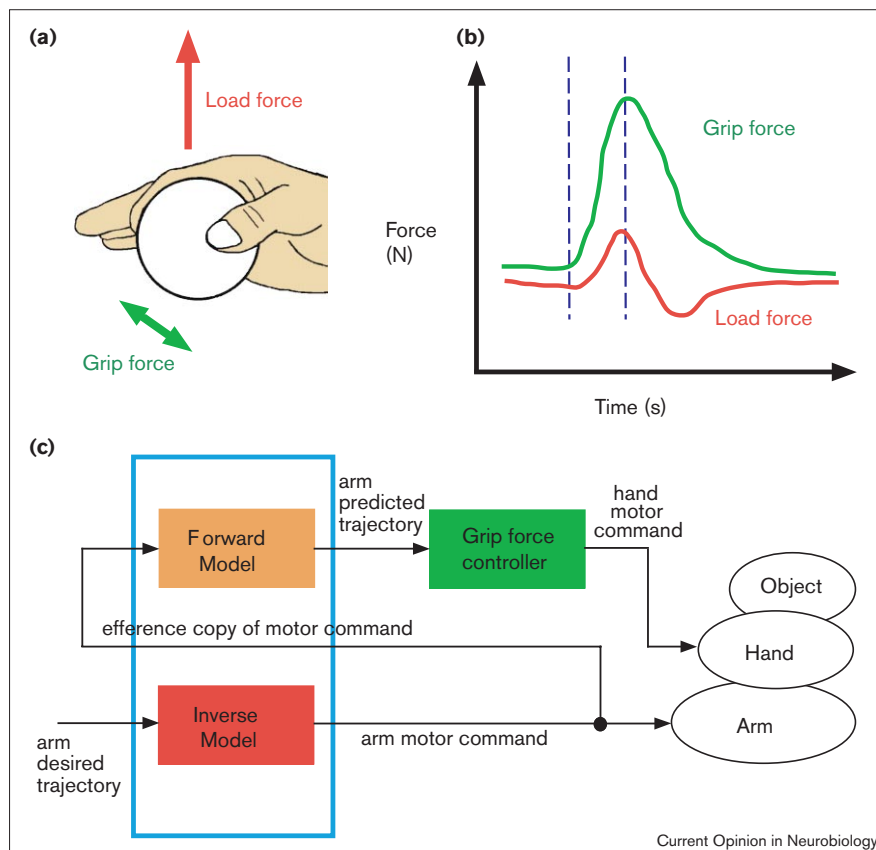 (a)
Load force
Grip force
(b)
Grip force
Force
(N)
Load force
Time (s)
(c)
arm
predicted
trajectory
hand
motor
command
Forward
Model
Grip force
controller
Object
efference copy of motor command
Hand
Inverse
Model
arm
desired
trajectory
arm motor command
Arm
Current Opinion in Neurobiology